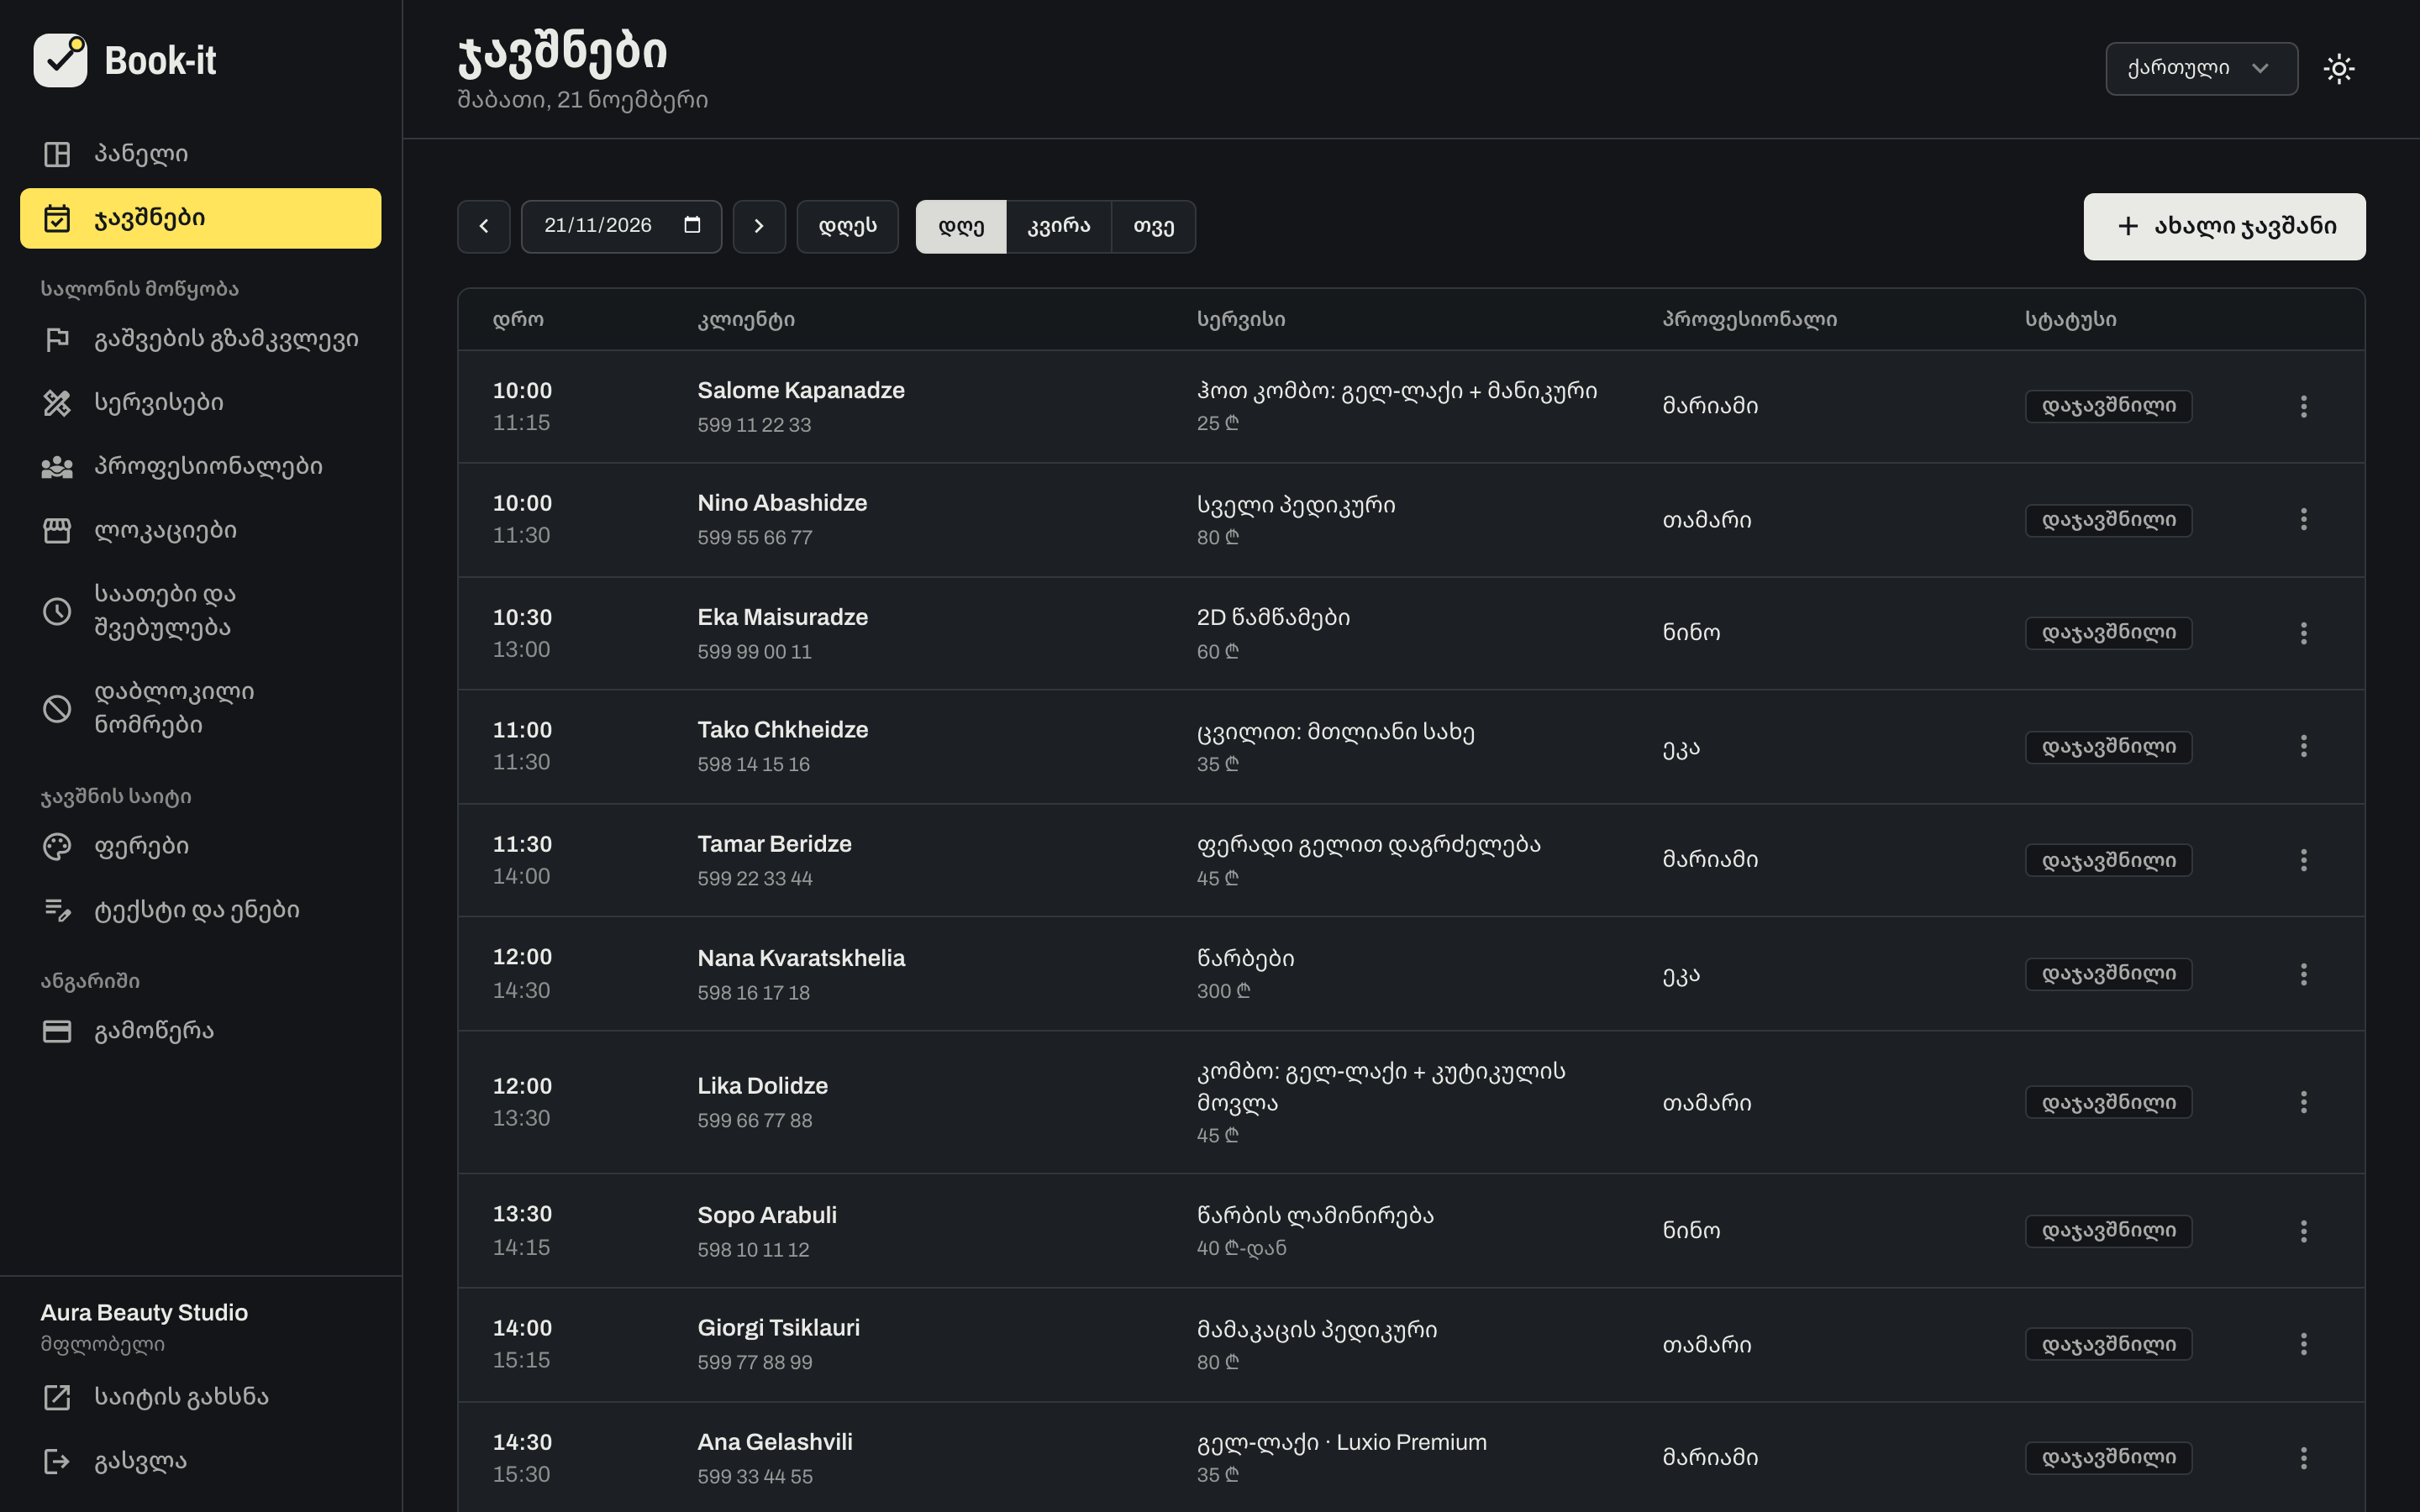 Book-it
პანელი
ჯავშნები
სალონის მოწყობა
გაშვების გზამკვლევი
სერვისები
პროფესიონალები
ლოკაციები
საათები და
შვებულება
დაბლოკილი
ნომრები
ჯავშნის საიტი
ფერები
ტექსტი და ენები
ანგარიში
გამოწერა
Aura Beauty Studio
მფლობელი
საიტის გახსნა
გასვლა
ჯავშნები
შაბათი, 21 ნოემბერი
ქართული
21/11/2026
დღეს
დღე
კვირა
თვე
ახალი ჯავშანი
დრო კლიენტი სერვისი პროფესიონალი სტატუსი
10:00 Salome Kapanadze ჰოთ კომბო: გელ-ლაქი + მანიკური მარიამი დაჯავშნილი
11:15 599 11 22 33 25 ₾
10:00 Nino Abashidze სველი პედიკური თამარი დაჯავშნილი
11:30 599 55 66 77 80 ₾
10:30 Eka Maisuradze 2D წამწამები ნინო დაჯავშნილი
13:00 599 99 00 11 60 ₾
11:00 Tako Chkheidze ცვილით: მთლიანი სახე ეკა დაჯავშნილი
11:30 598 14 15 16 35 ₾
11:30 Tamar Beridze ფერადი გელით დაგრძელება მარიამი დაჯავშნილი
14:00 599 22 33 44 45 ₾
12:00 Nana Kvaratskhelia წარბები ეკა დაჯავშნილი
14:30 598 16 17 18 300 ₾
12:00 Lika Dolidze კომბო: გელ-ლაქი + კუტიკულის მოვლა თამარი დაჯავშნილი
13:30 599 66 77 88 45 ₾
13:30 Sopo Arabuli წარბის ლამინირება ნინო დაჯავშნილი
14:15 598 10 11 12 40 ₾-დან
14:00 Giorgi Tsiklauri მამაკაცის პედიკური თამარი დაჯავშნილი
15:15 599 77 88 99 80 ₾
14:30 Ana Gelashvili გელ-ლაქი · Luxio Premium მარიამი დაჯავშნილი
15:30 599 33 44 55 35 ₾